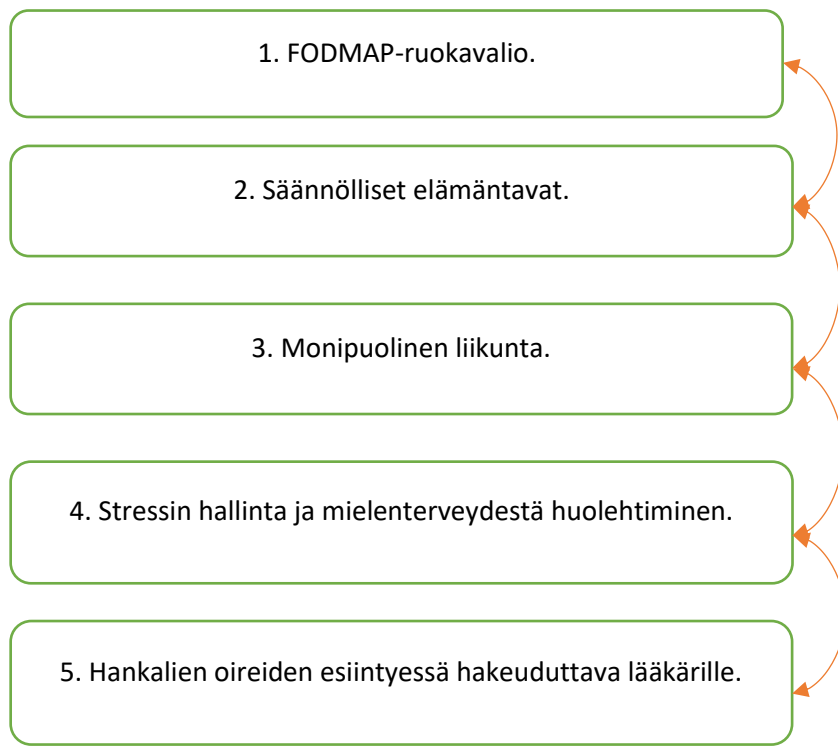 1. FODMAP-ruokavalio.
2. Säännölliset elämäntavat.
3. Monipuolinen liikunta.
4. Stressin hallinta ja mielenterveydestä huolehtiminen.
5. Hankalien oireiden esiintyessä hakeuduttava lääkärille.